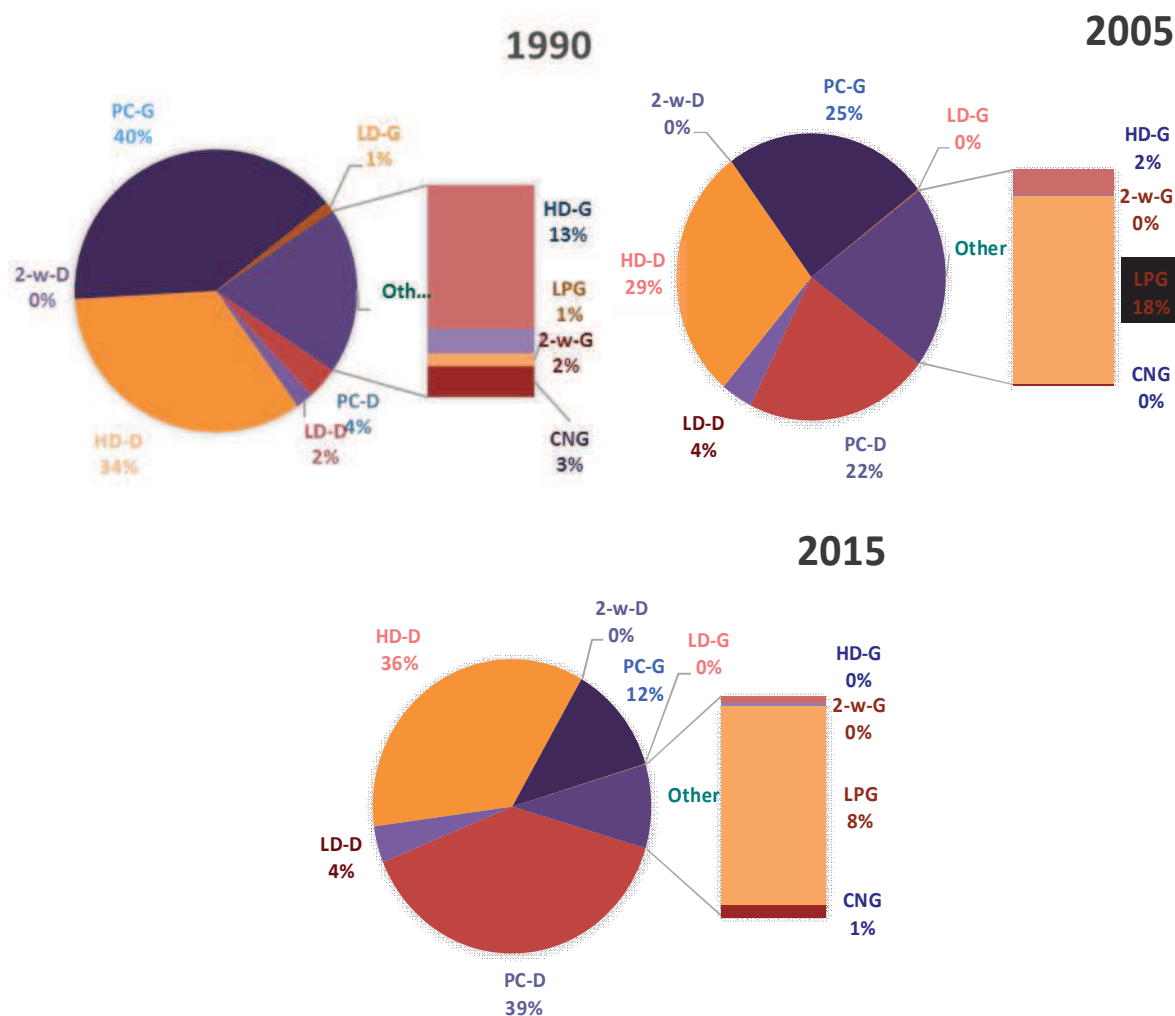 1990
PC-G
40%
LD-G
1%
HD-G
13%
2-w-D
0%
Oth...
LPG
1%
2-w-G
2%
PC-D
4%
LD-D
2%
HD-D
34%
CNG
3%
2005
PC-G
25%
2-w-D
0%
LD-G
0%
HD-G
2%
2-w-G
0%
Other
HD-D
29%
LPG
18%
CNG
0%
LD-D
4%
PC-D
22%
2015
2-w-D
0%
HD-D
36%
LD-G
0%
PC-G
12%
HD-G
0%
2-w-G
0%
Other
LPG
8%
LD-D
4%
CNG
1%
PC-D
39%